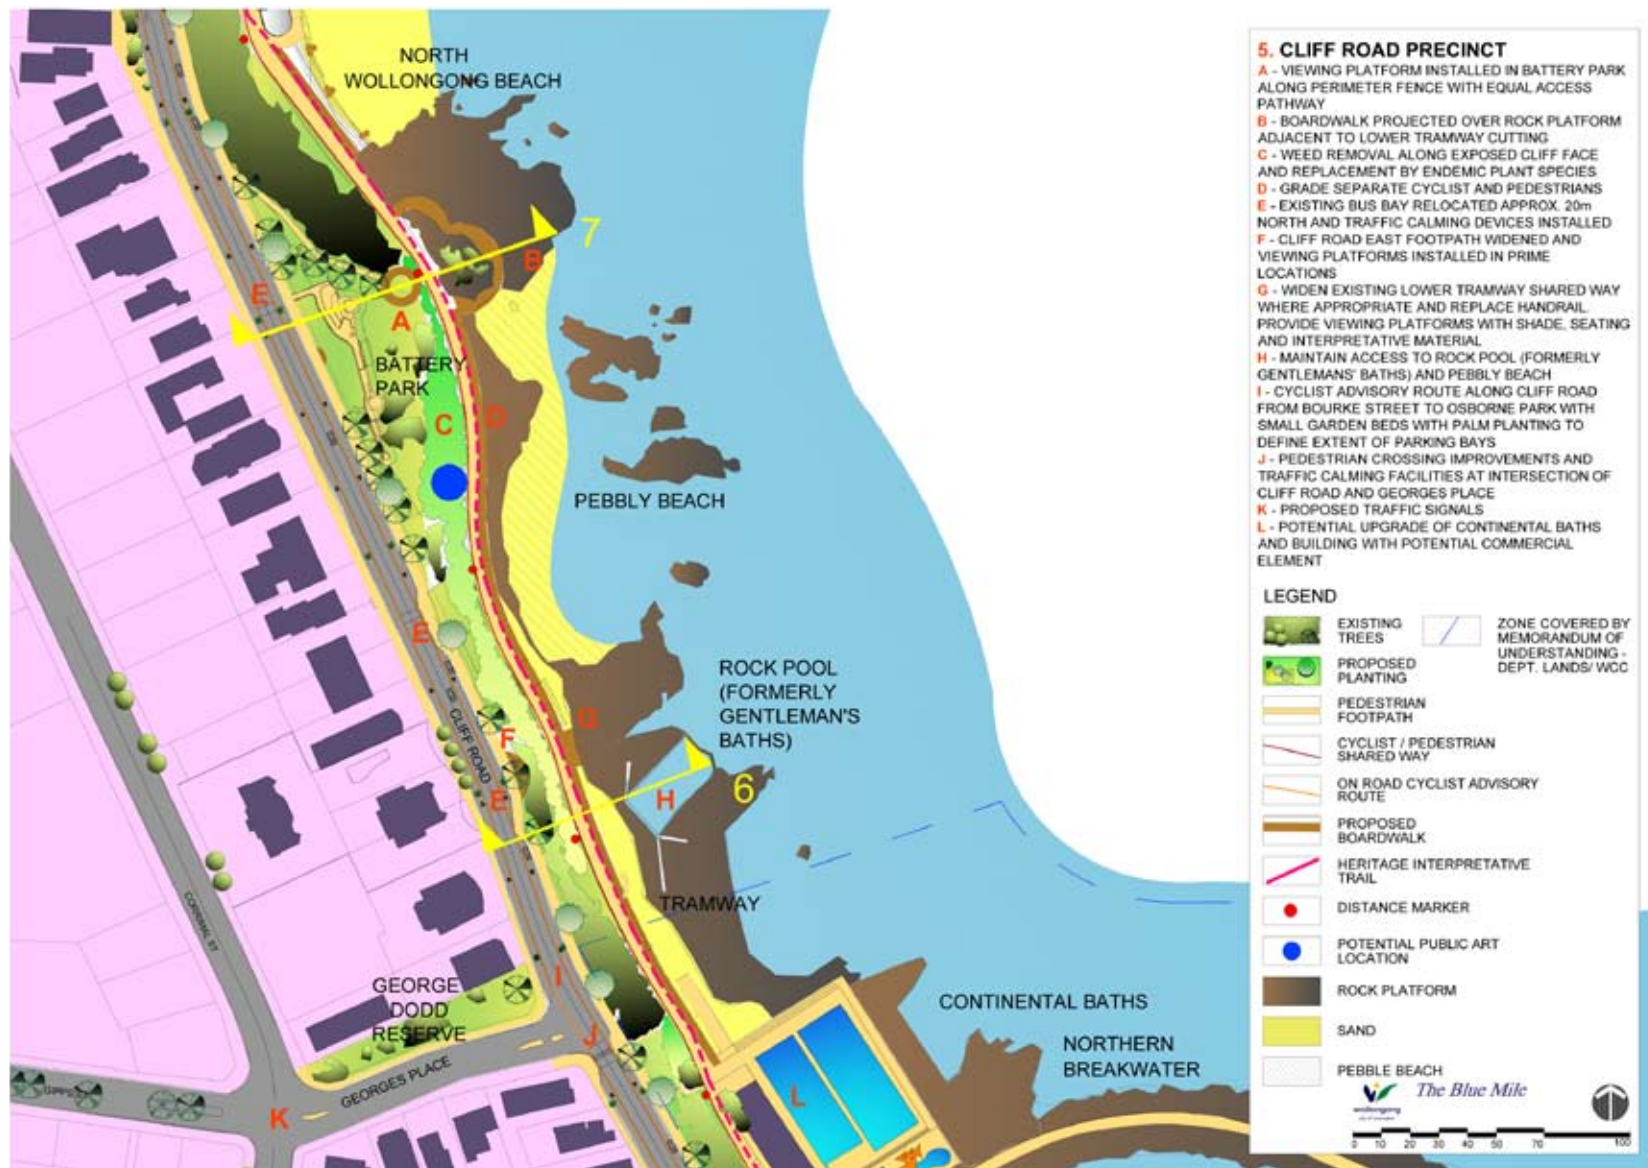 NORTH
WOLLONGONG BEACH
7
B
E
A
BATTERY
PARK
C
D
PEBBLY BEACH
E
ROCK POOL
(FORMERLY
GENTLEMAN'S
BATHS)
G
F
CLIFF ROAD
E
H
6
TRAMWAY
CORRIMAL ST
I
GEORGE
DODD
RESERVE
J
CONTINENTAL BATHS
NORTHERN
BREAKWATER
GEORGES PLACE
K
L
5. CLIFF ROAD PRECINCT
A - VIEWING PLATFORM INSTALLED IN BATTERY PARK
ALONG PERIMETER FENCE WITH EQUAL ACCESS
PATHWAY
B - BOARDWALK PROJECTED OVER ROCK PLATFORM
ADJACENT TO LOWER TRAMWAY CUTTING
C - WEED REMOVAL ALONG EXPOSED CLIFF FACE
AND REPLACEMENT BY ENDEMIC PLANT SPECIES
D - GRADE SEPARATE CYCLIST AND PEDESTRIANS
E - EXISTING BUS BAY RELOCATED APPROX. 20m
NORTH AND TRAFFIC CALMING DEVICES INSTALLED
F - CLIFF ROAD EAST FOOTPATH WIDENED AND
VIEWING PLATFORMS INSTALLED IN PRIME
LOCATIONS
G - WIDEN EXISTING LOWER TRAMWAY SHARED WAY
WHERE APPROPRIATE AND REPLACE HANDRAIL.
PROVIDE VIEWING PLATFORMS WITH SHADE, SEATING
AND INTERPRETATIVE MATERIAL
H - MAINTAIN ACCESS TO ROCK POOL (FORMERLY
GENTLEMANS' BATHS) AND PEBBLY BEACH
I - CYCLIST ADVISORY ROUTE ALONG CLIFF ROAD
FROM BOURKE STREET TO OSBORNE PARK WITH
SMALL GARDEN BEDS WITH PALM PLANTING TO
DEFINE EXTENT OF PARKING BAYS
J - PEDESTRIAN CROSSING IMPROVEMENTS AND
TRAFFIC CALMING FACILITIES AT INTERSECTION OF
CLIFF ROAD AND GEORGES PLACE
K - PROPOSED TRAFFIC SIGNALS
L - POTENTIAL UPGRADE OF CONTINENTAL BATHS
AND BUILDING WITH POTENTIAL COMMERCIAL
ELEMENT
LEGEND
EXISTING
TREES
ZONE COVERED BY
MEMORANDUM OF
UNDERSTANDING -
DEPT. LANDS/ WCC
PROPOSED
PLANTING
PEDESTRIAN
FOOTPATH
CYCLIST / PEDESTRIAN
SHARED WAY
ON ROAD CYCLIST ADVISORY
ROUTE
PROPOSED
BOARDWALK
HERITAGE INTERPRETATIVE
TRAIL
DISTANCE MARKER
POTENTIAL PUBLIC ART
LOCATION
ROCK PLATFORM
SAND
PEBBLE BEACH
wollongong
The Blue Mile
0 10 20 30 40 50 70 100